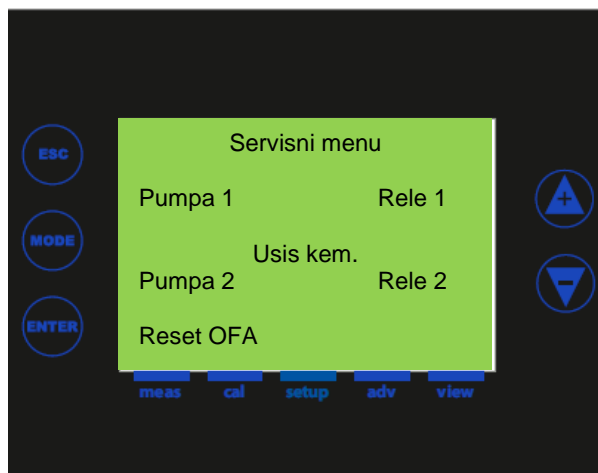 Servisni menu
ESC
Pumpa 1 Rele 1
+
MODE
Usis kem.
Pumpa 2 Rele 2
-
ENTER
Reset OFA
meas cal setup adv view